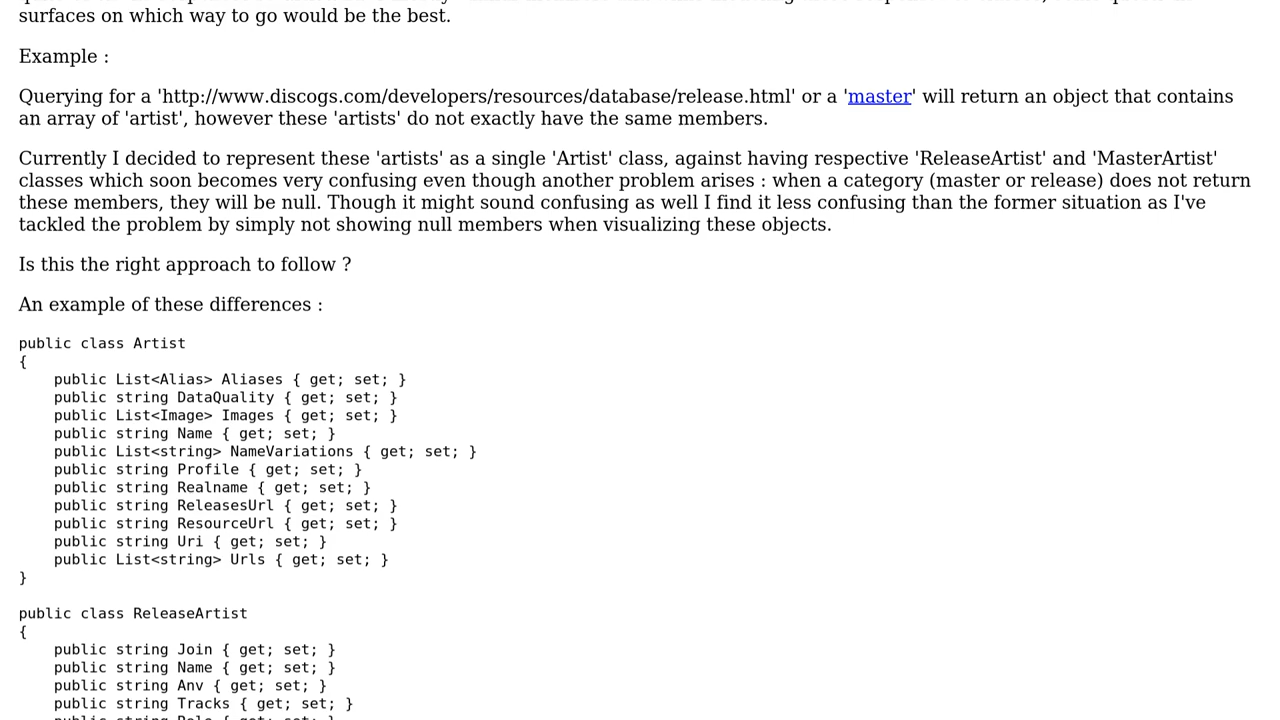 surfaces on which way to go would be the best.
Example :
Querying for a 'http://www.discogs.com/developers/resources/database/release.html' or a 'master' will return an object that contains
an array of 'artist', however these 'artists' do not exactly have the same members.
Currently I decided to represent these 'artists' as a single 'Artist' class, against having respective 'ReleaseArtist' and 'MasterArtist'
classes which soon becomes very confusing even though another problem arises : when a category (master or release) does not return
these members, they will be null. Though it might sound confusing as well I find it less confusing than the former situation as I've
tackled the problem by simply not showing null members when visualizing these objects.
Is this the right approach to follow ?
An example of these differences :
public class Artist
{
    public List<Alias> Aliases { get; set; }
    public string DataQuality { get; set; }
    public List<Image> Images { get; set; }
    public string Name { get; set; }
    public List<string> NameVariations { get; set; }
    public string Profile { get; set; }
    public string Realname { get; set; }
    public string ReleasesUrl { get; set; }
    public string ResourceUrl { get; set; }
    public string Uri { get; set; }
    public List<string> Urls { get; set; }
}
public class ReleaseArtist
{
    public string Join { get; set; }
    public string Name { get; set; }
    public string Anv { get; set; }
    public string Tracks { get; set; }
    public string Role { get; set; }